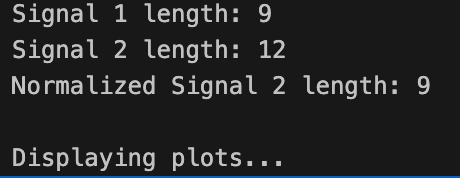 Signal 1 length: 9
Signal 2 length: 12
Normalized Signal 2 length: 9
Displaying plots...